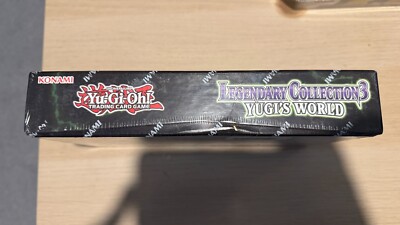 KONAMI
Yu-Gi-Oh!
TRADING CARD GAME
LEGENDARY COLLECTION 3
YUGI'S WORLD